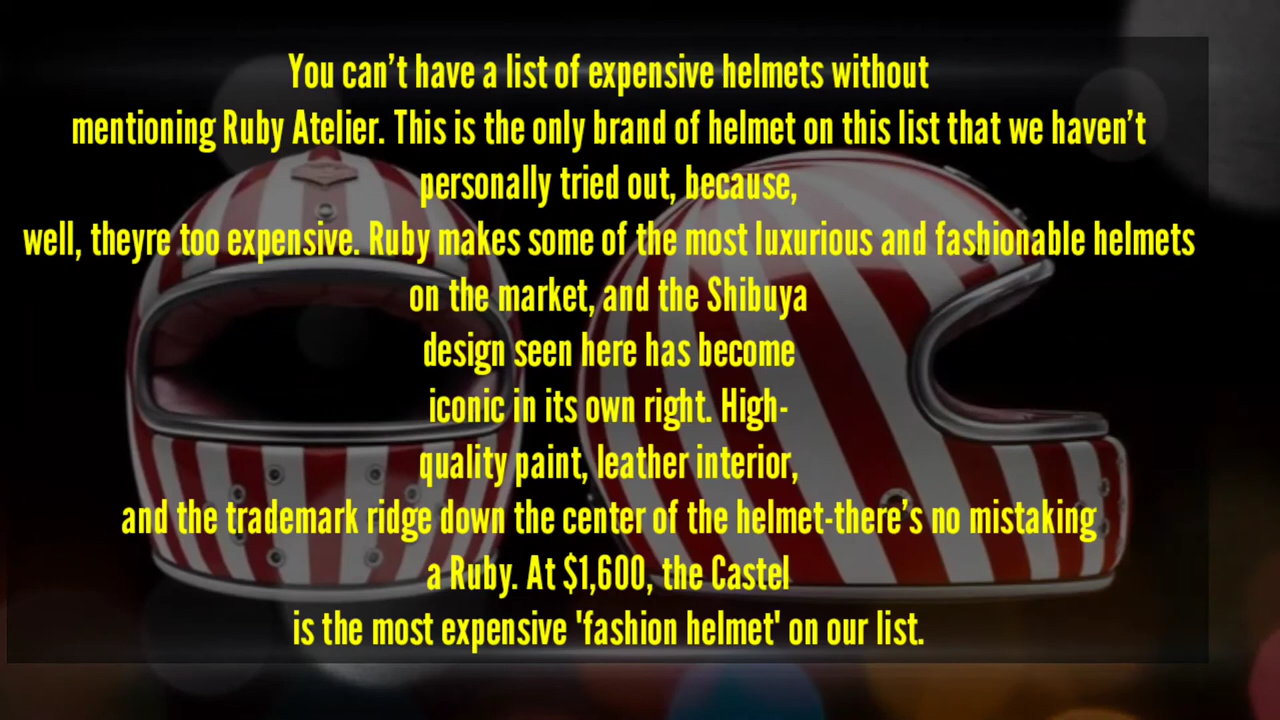 You can’t have a list of expensive helmets without
mentioning Ruby Atelier. This is the only brand of helmet on this list that we haven’t
personally tried out, because,
well, theyre too expensive. Ruby makes some of the most luxurious and fashionable helmets
on the market, and the Shibuya
design seen here has become
iconic in its own right. High-
quality paint, leather interior,
and the trademark ridge down the center of the helmet-there’s no mistaking
a Ruby. At $1,600, the Castel
is the most expensive 'fashion helmet' on our list.